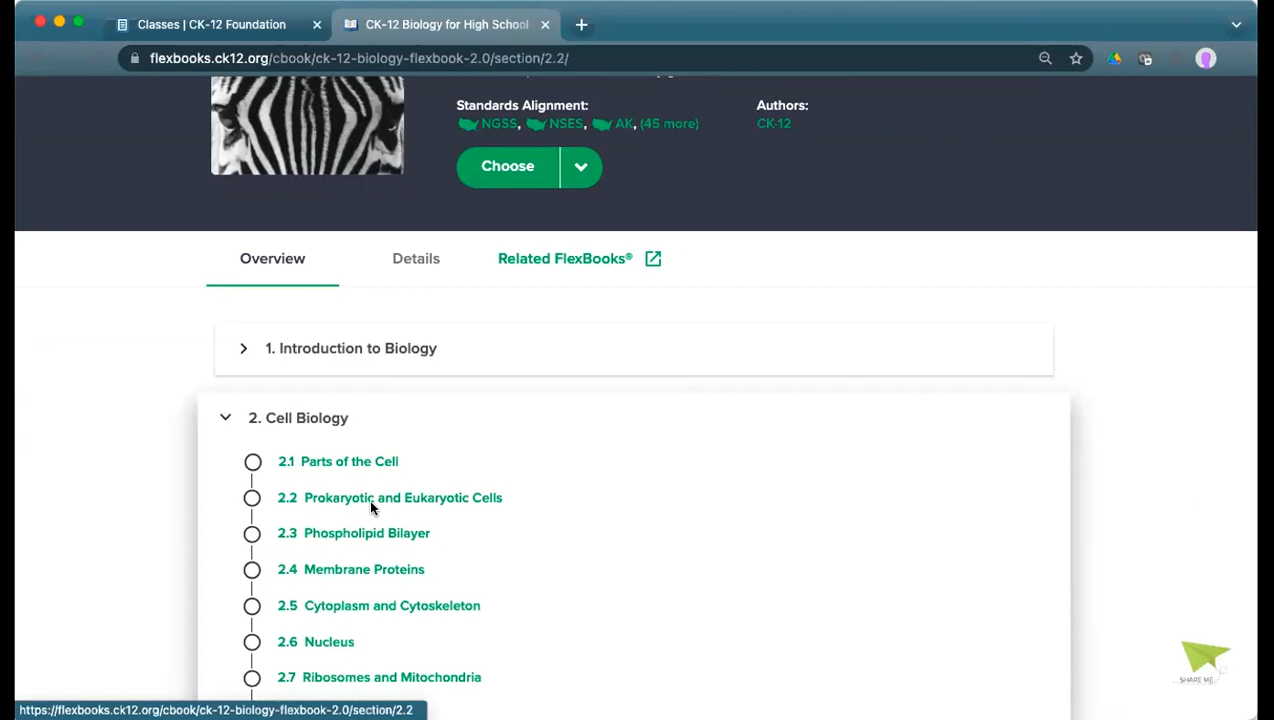 Classes | CK-12 Foundation
CK-12 Biology for High School
flexbooks.ck12.org/cbook/ck-12-biology-flexbook-2.0/section/2.2/
Standards Alignment:
Authors:
NGSS, NSES, AK, (45 more)
CK-12
Choose
Overview
Details
Related FlexBooks®
1. Introduction to Biology
2. Cell Biology
2.1 Parts of the Cell
2.2 Prokaryotic and Eukaryotic Cells
2.3 Phospholipid Bilayer
2.4 Membrane Proteins
2.5 Cytoplasm and Cytoskeleton
2.6 Nucleus
2.7 Ribosomes and Mitochondria
SHARE ME
https://flexbooks.ck12.org/cbook/ck-12-biology-flexbook-2.0/section/2.2